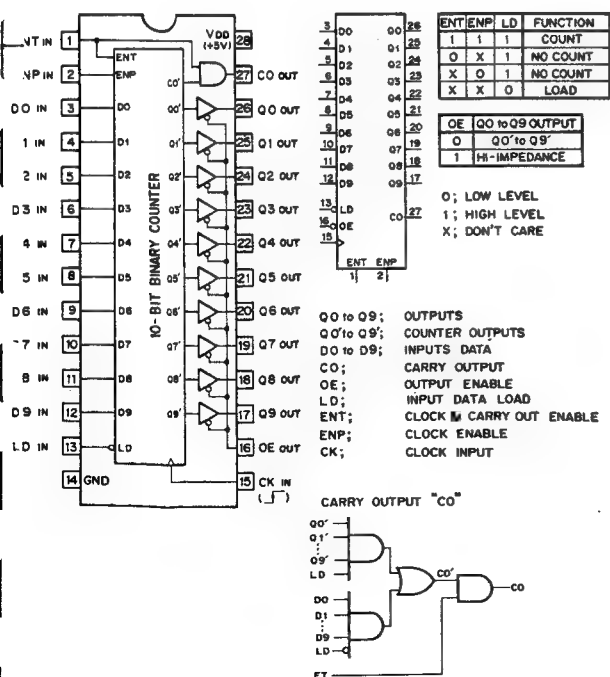 NT IN 1
ENT
VDD
(+5V)
28
NP IN 2
ENP
CO'
27 CO OUT
DO IN 3
D0
Q0'
26 Q0 OUT
1 IN 4
D1
Q1'
25 Q1 OUT
2 IN 5
D2
Q2'
24 Q2 OUT
D3 IN 6
D3
Q3'
23 Q3 OUT
4 IN 7
D4
Q4'
22 Q4 OUT
5 IN 8
D5
Q5'
21 Q5 OUT
D6 IN 9
D6
Q6'
20 Q6 OUT
7 IN 10
D7
Q7'
19 Q7 OUT
8 IN 11
D8
Q8'
18 Q8 OUT
D9 IN 12
D9
Q9'
17 Q9 OUT
LD IN 13
LD
16 OE OUT
14 GND
15 CK IN
10-BIT BINARY COUNTER
3 D0 Q0 26
4 D1 Q1 25
5 D2 Q2 24
6 D3 Q3 23
7 D4 Q4 22
8 D5 Q5 21
9 D6 Q6 20
10 D7 Q7 19
11 D8 Q8 18
12 D9 Q9 17
13 LD
CO 27
16 OE
15
ENT ENP
1 2
ENT ENP LD FUNCTION
1 1 1 COUNT
0 X 1 NO COUNT
X 0 1 NO COUNT
X X 0 LOAD
OE Q0 to Q9 OUTPUT
0 Q0' to Q9'
1 HI-IMPEDANCE
0; LOW LEVEL
1; HIGH LEVEL
X; DON'T CARE
Q0 to Q9; OUTPUTS
Q0' to Q9'; COUNTER OUTPUTS
D0 to D9; INPUTS DATA
CO; CARRY OUTPUT
OE; OUTPUT ENABLE
LD; INPUT DATA LOAD
ENT; CLOCK CARRY OUT ENABLE
ENP; CLOCK ENABLE
CK; CLOCK INPUT
CARRY OUTPUT "CO"
Q0'
Q1'
Q9'
LD
CO'
CO
D0
D1
D9
LD
ET